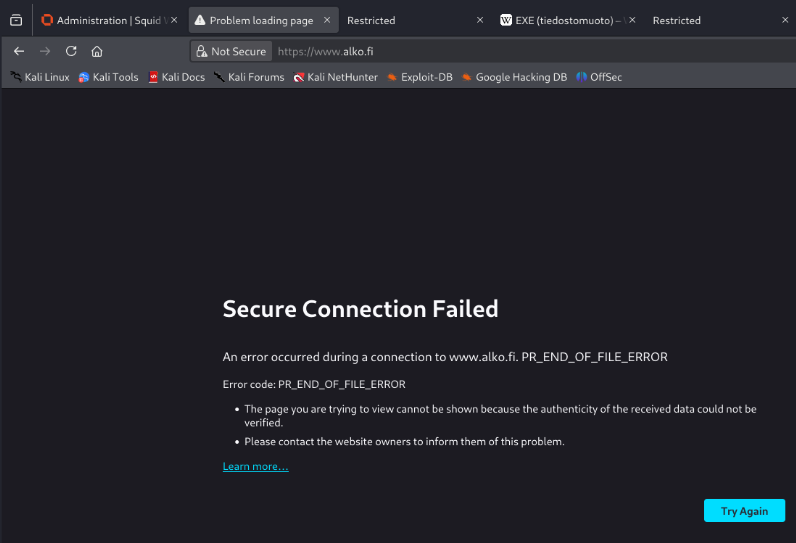 Administration | Squid
Problem loading page
Restricted
EXE (tiedostomuoto) –
Restricted
Not Secure
https://www.alko.fi
Kali Linux
Kali Tools
Kali Docs
Kali Forums
Kali NetHunter
Exploit-DB
Google Hacking DB
OffSec
Secure Connection Failed
An error occurred during a connection to www.alko.fi. PR_END_OF_FILE_ERROR
Error code: PR_END_OF_FILE_ERROR
• The page you are trying to view cannot be shown because the authenticity of the received data could not be
verified.
• Please contact the website owners to inform them of this problem.
Learn more…
Try Again